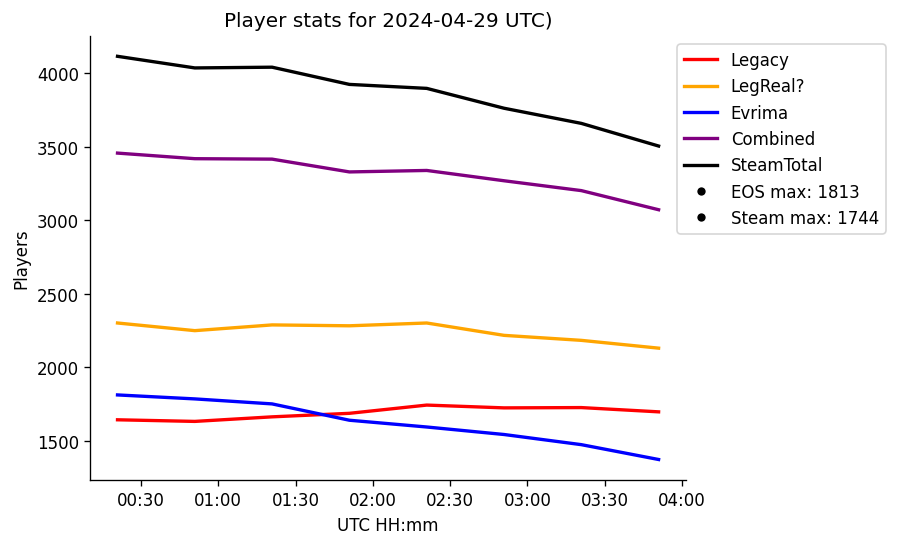 Player stats for 2024-04-29 UTC)
Legacy
LegReal?
Evrima
Combined
SteamTotal
EOS max: 1813
Steam max: 1744
Players
4000
3500
3000
2500
2000
1500
00:30 01:00 01:30 02:00 02:30 03:00 03:30 04:00
UTC HH:mm